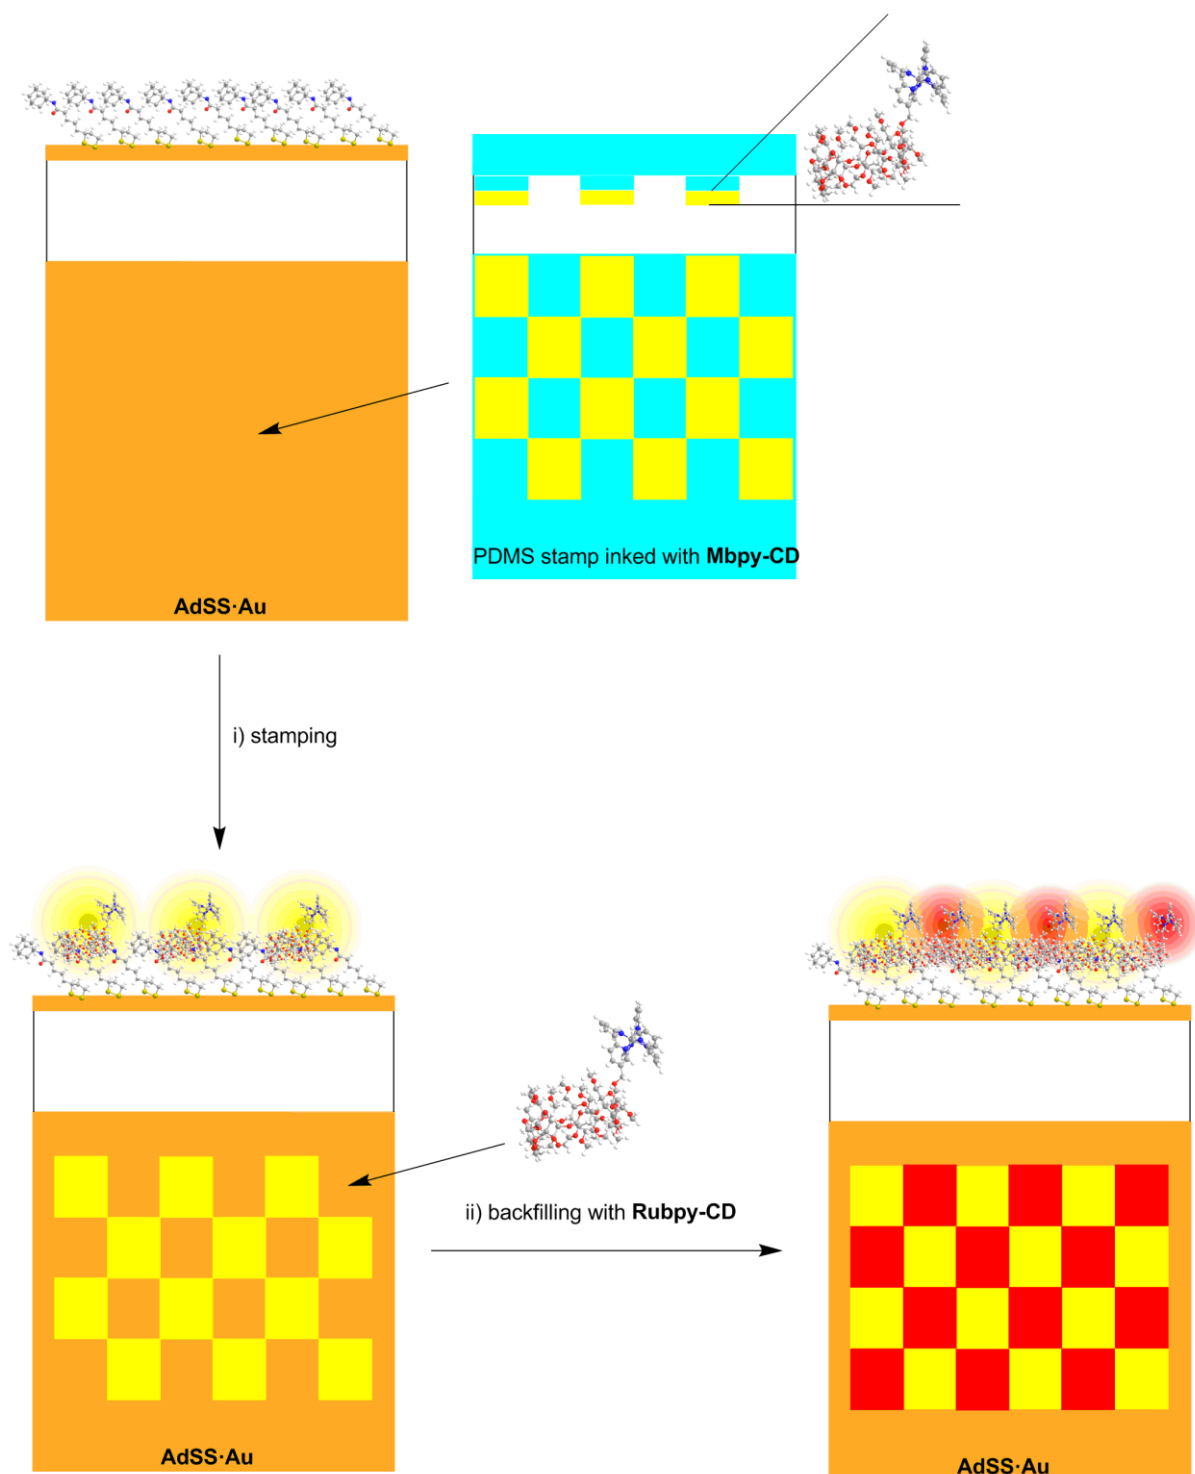 PDMS stamp inked with Mbpy-CD
AdSS·Au
i) stamping
ii) backfilling with Rubpy-CD
AdSS·Au
AdSS·Au